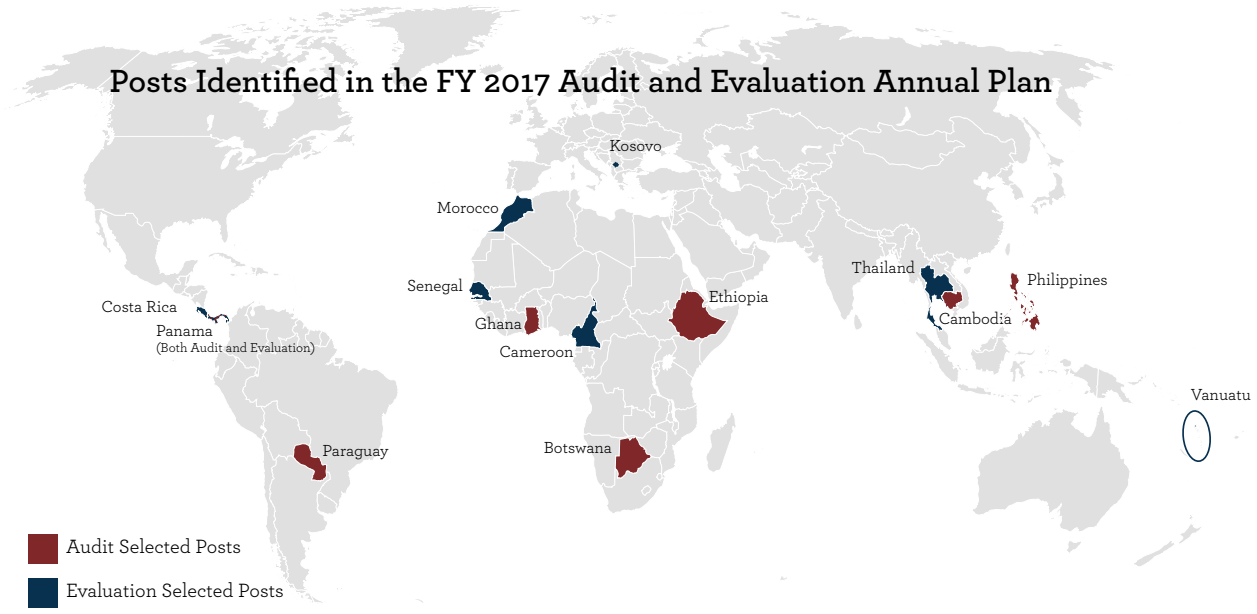 Posts Identified in the FY 2017 Audit and Evaluation Annual Plan
Kosovo
Morocco
Thailand
Senegal
Philippines
Ethiopia
Costa Rica
Ghana
Cambodia
Panama
(Both Audit and Evaluation)
Cameroon
Vanuatu
Botswana
Paraguay
Audit Selected Posts
Evaluation Selected Posts